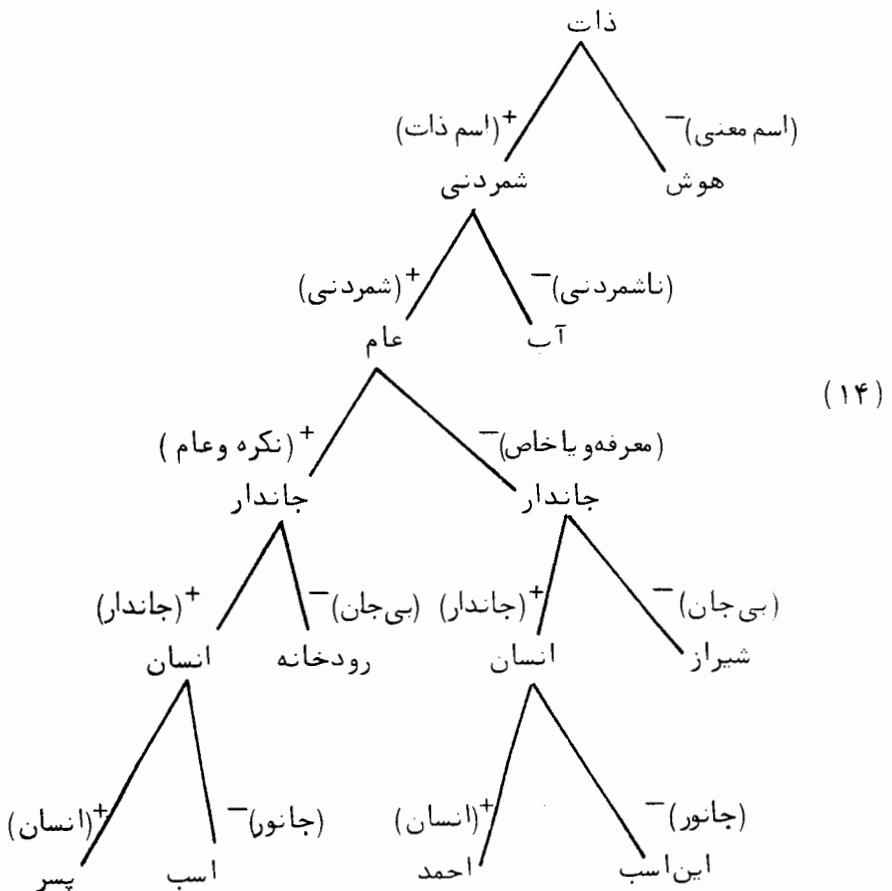 ذات
+(اسم ذات) −(اسم معنی)
شمردنی هوش
+(شمردنی) −(ناشمردنی)
عام آب
(۱۴)
+(نکره و عام) −(معرفه و یا خاص)
جاندار جاندار
+(جاندار) −(بی‌جان) +(جاندار) −(بی‌جان)
انسان رودخانه انسان شیراز
+(انسان) −(جانور) +(انسان) −(جانور)
پسر اسب احمد این اسب